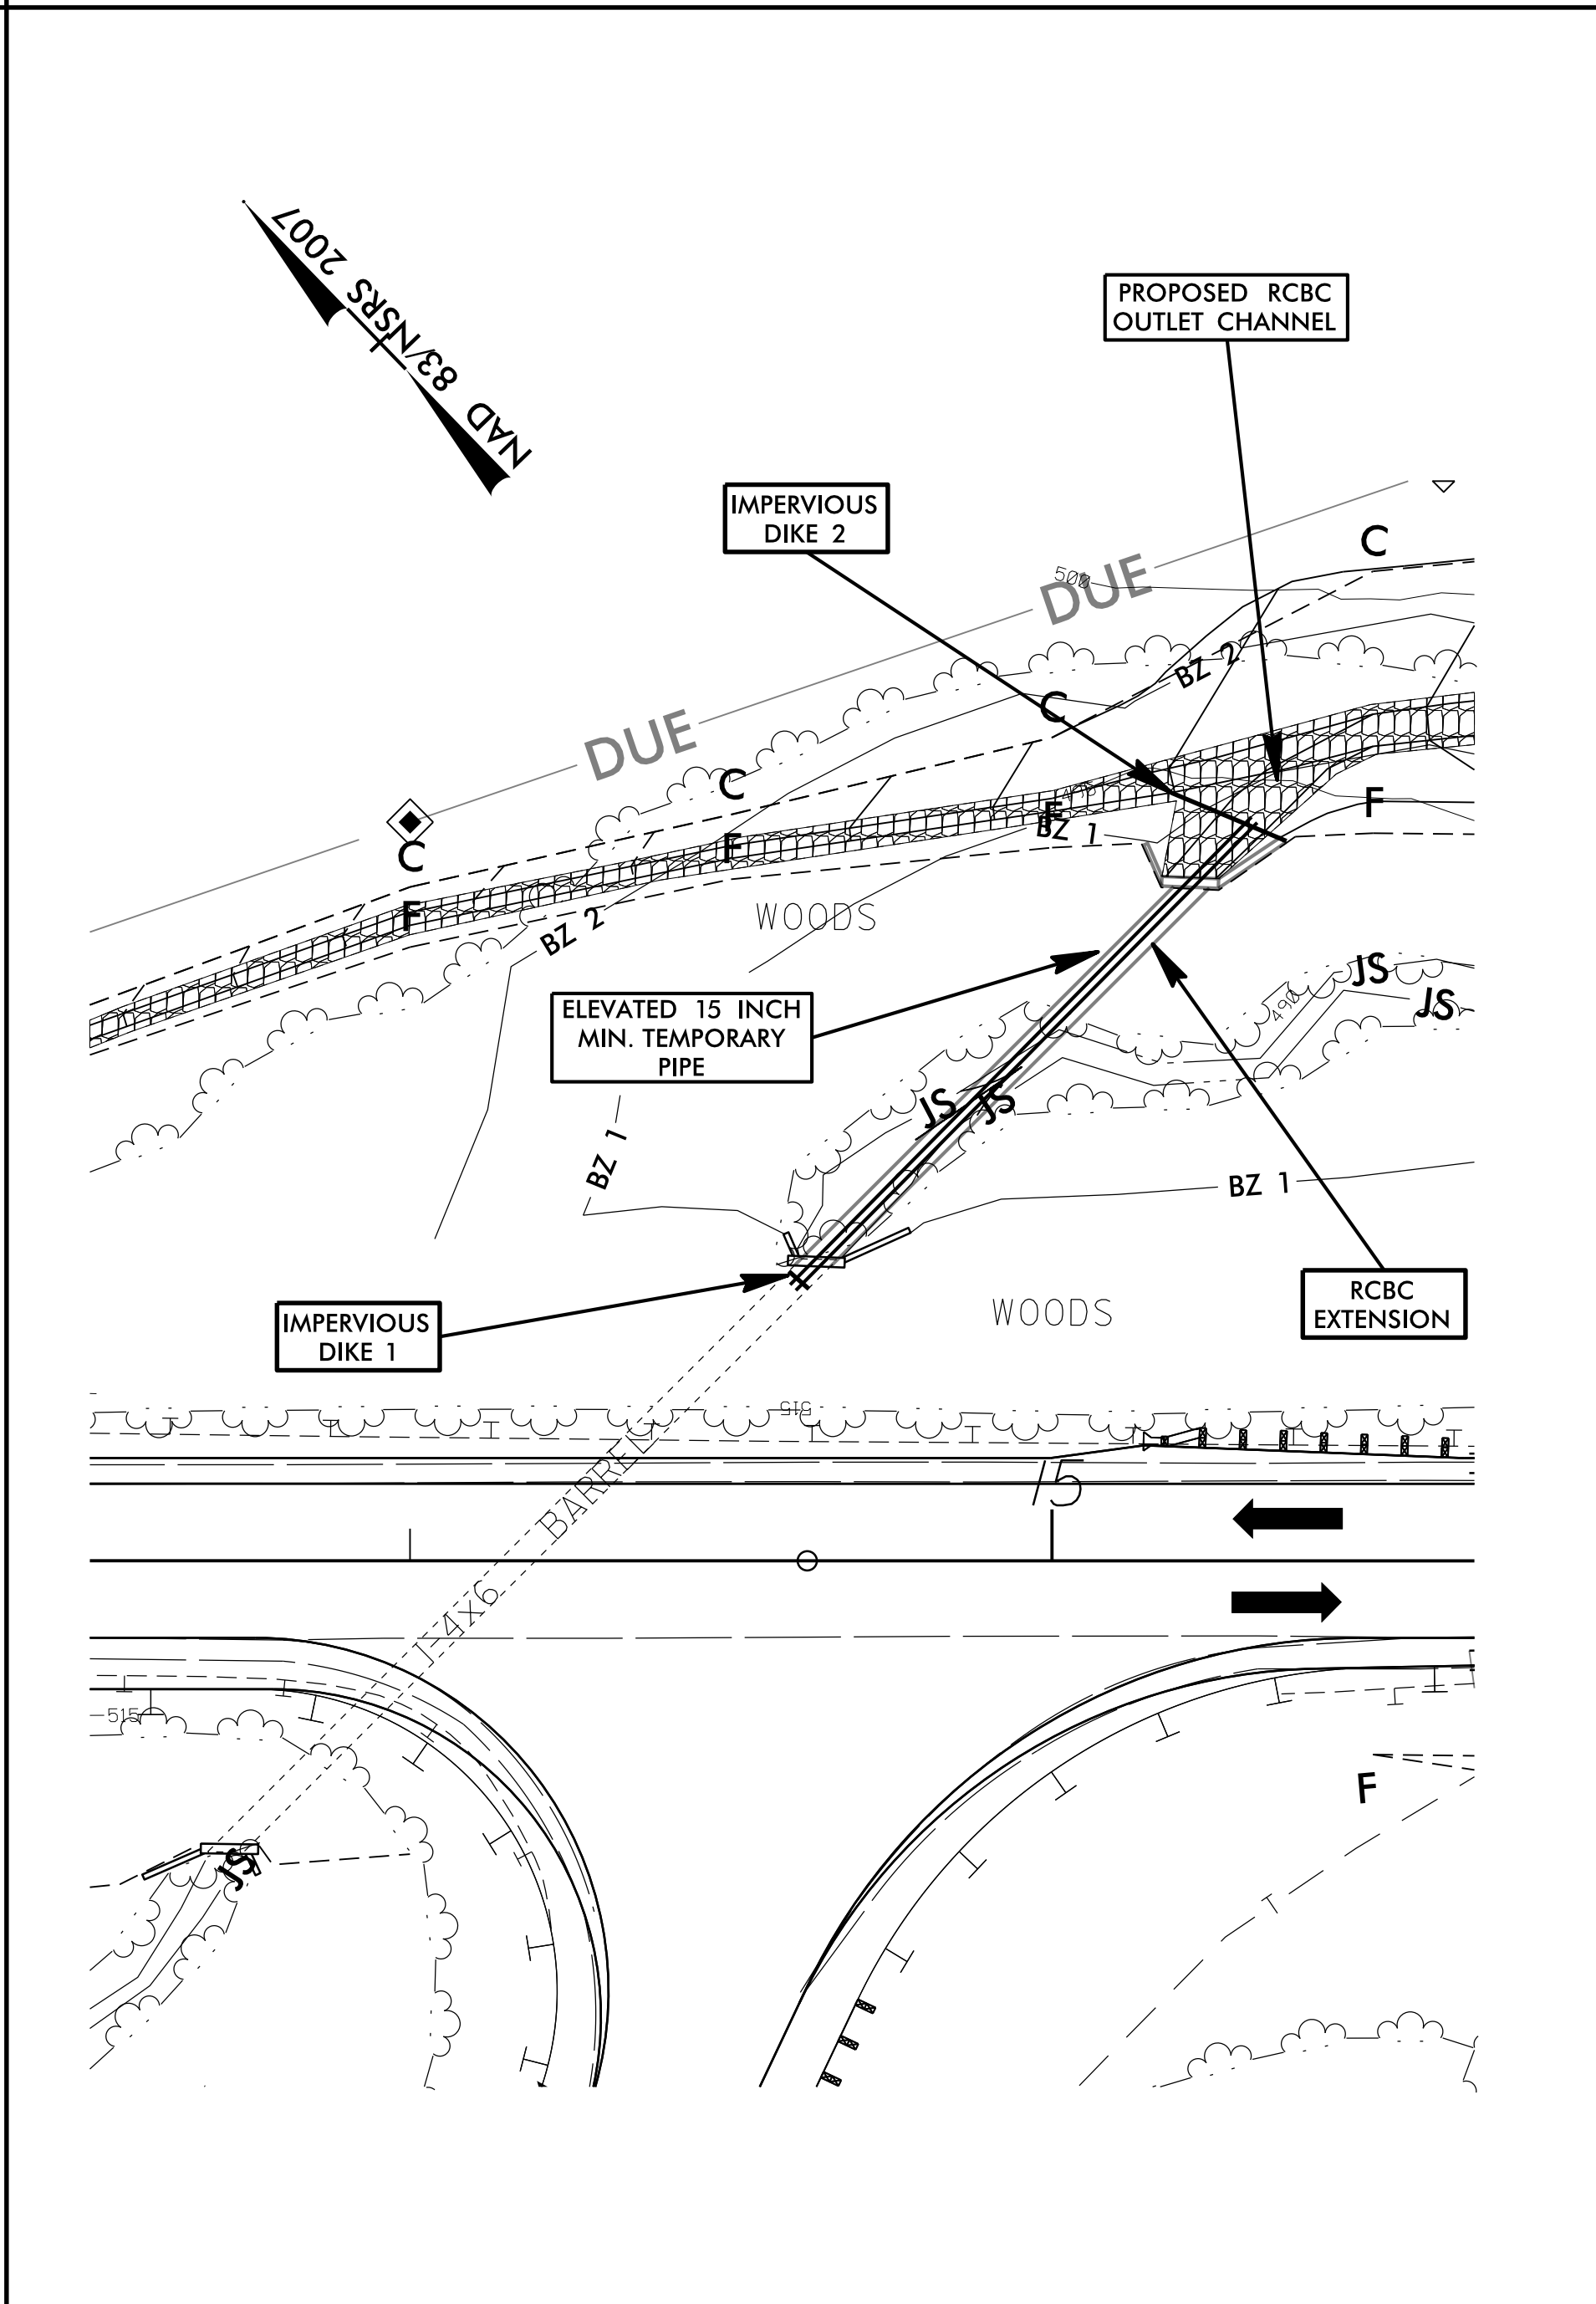 NAD 83/NSRS 2007
PROPOSED RCBC
OUTLET CHANNEL
IMPERVIOUS
DIKE 2
C
500
DUE
BZ 2
C
DUE
C
F
F
BZ 1
C
F
F
WOODS
BZ 2
JS
JS
490
ELEVATED 15 INCH
MIN. TEMPORARY
PIPE
JS
JS
BZ 1
BZ 1
IMPERVIOUS
DIKE 1
WOODS
RCBC
EXTENSION
515
15
1-4x6 BARREL
515
F
JS